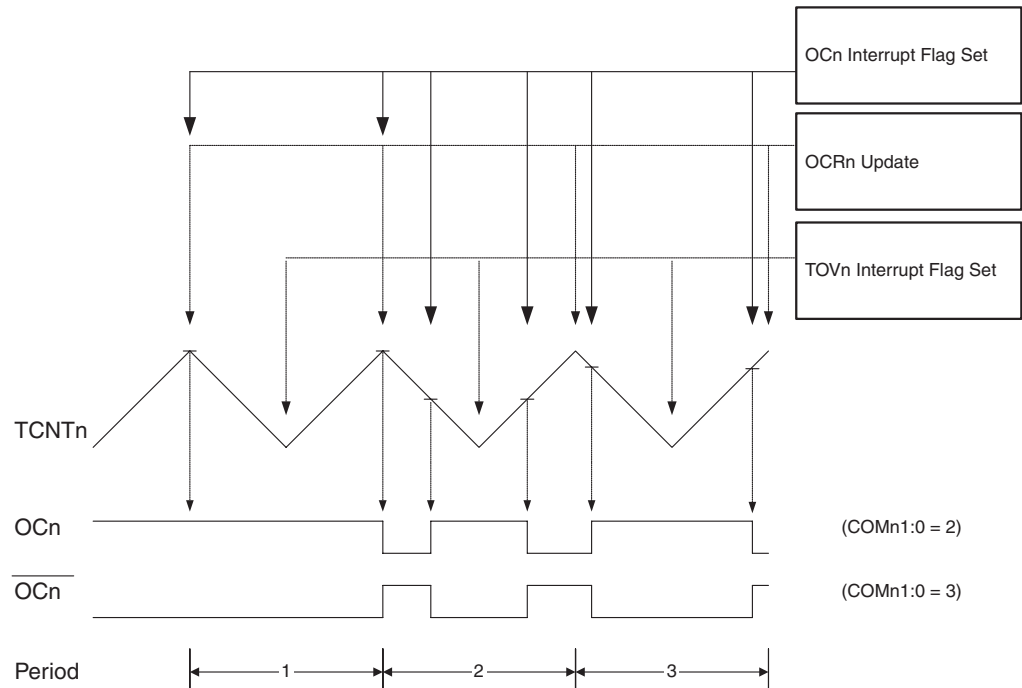 OCn Interrupt Flag Set
OCRn Update
TOVn Interrupt Flag Set
TCNTn
OCn (COMn1:0 = 2)
OCn (COMn1:0 = 3)
Period 1 2 3